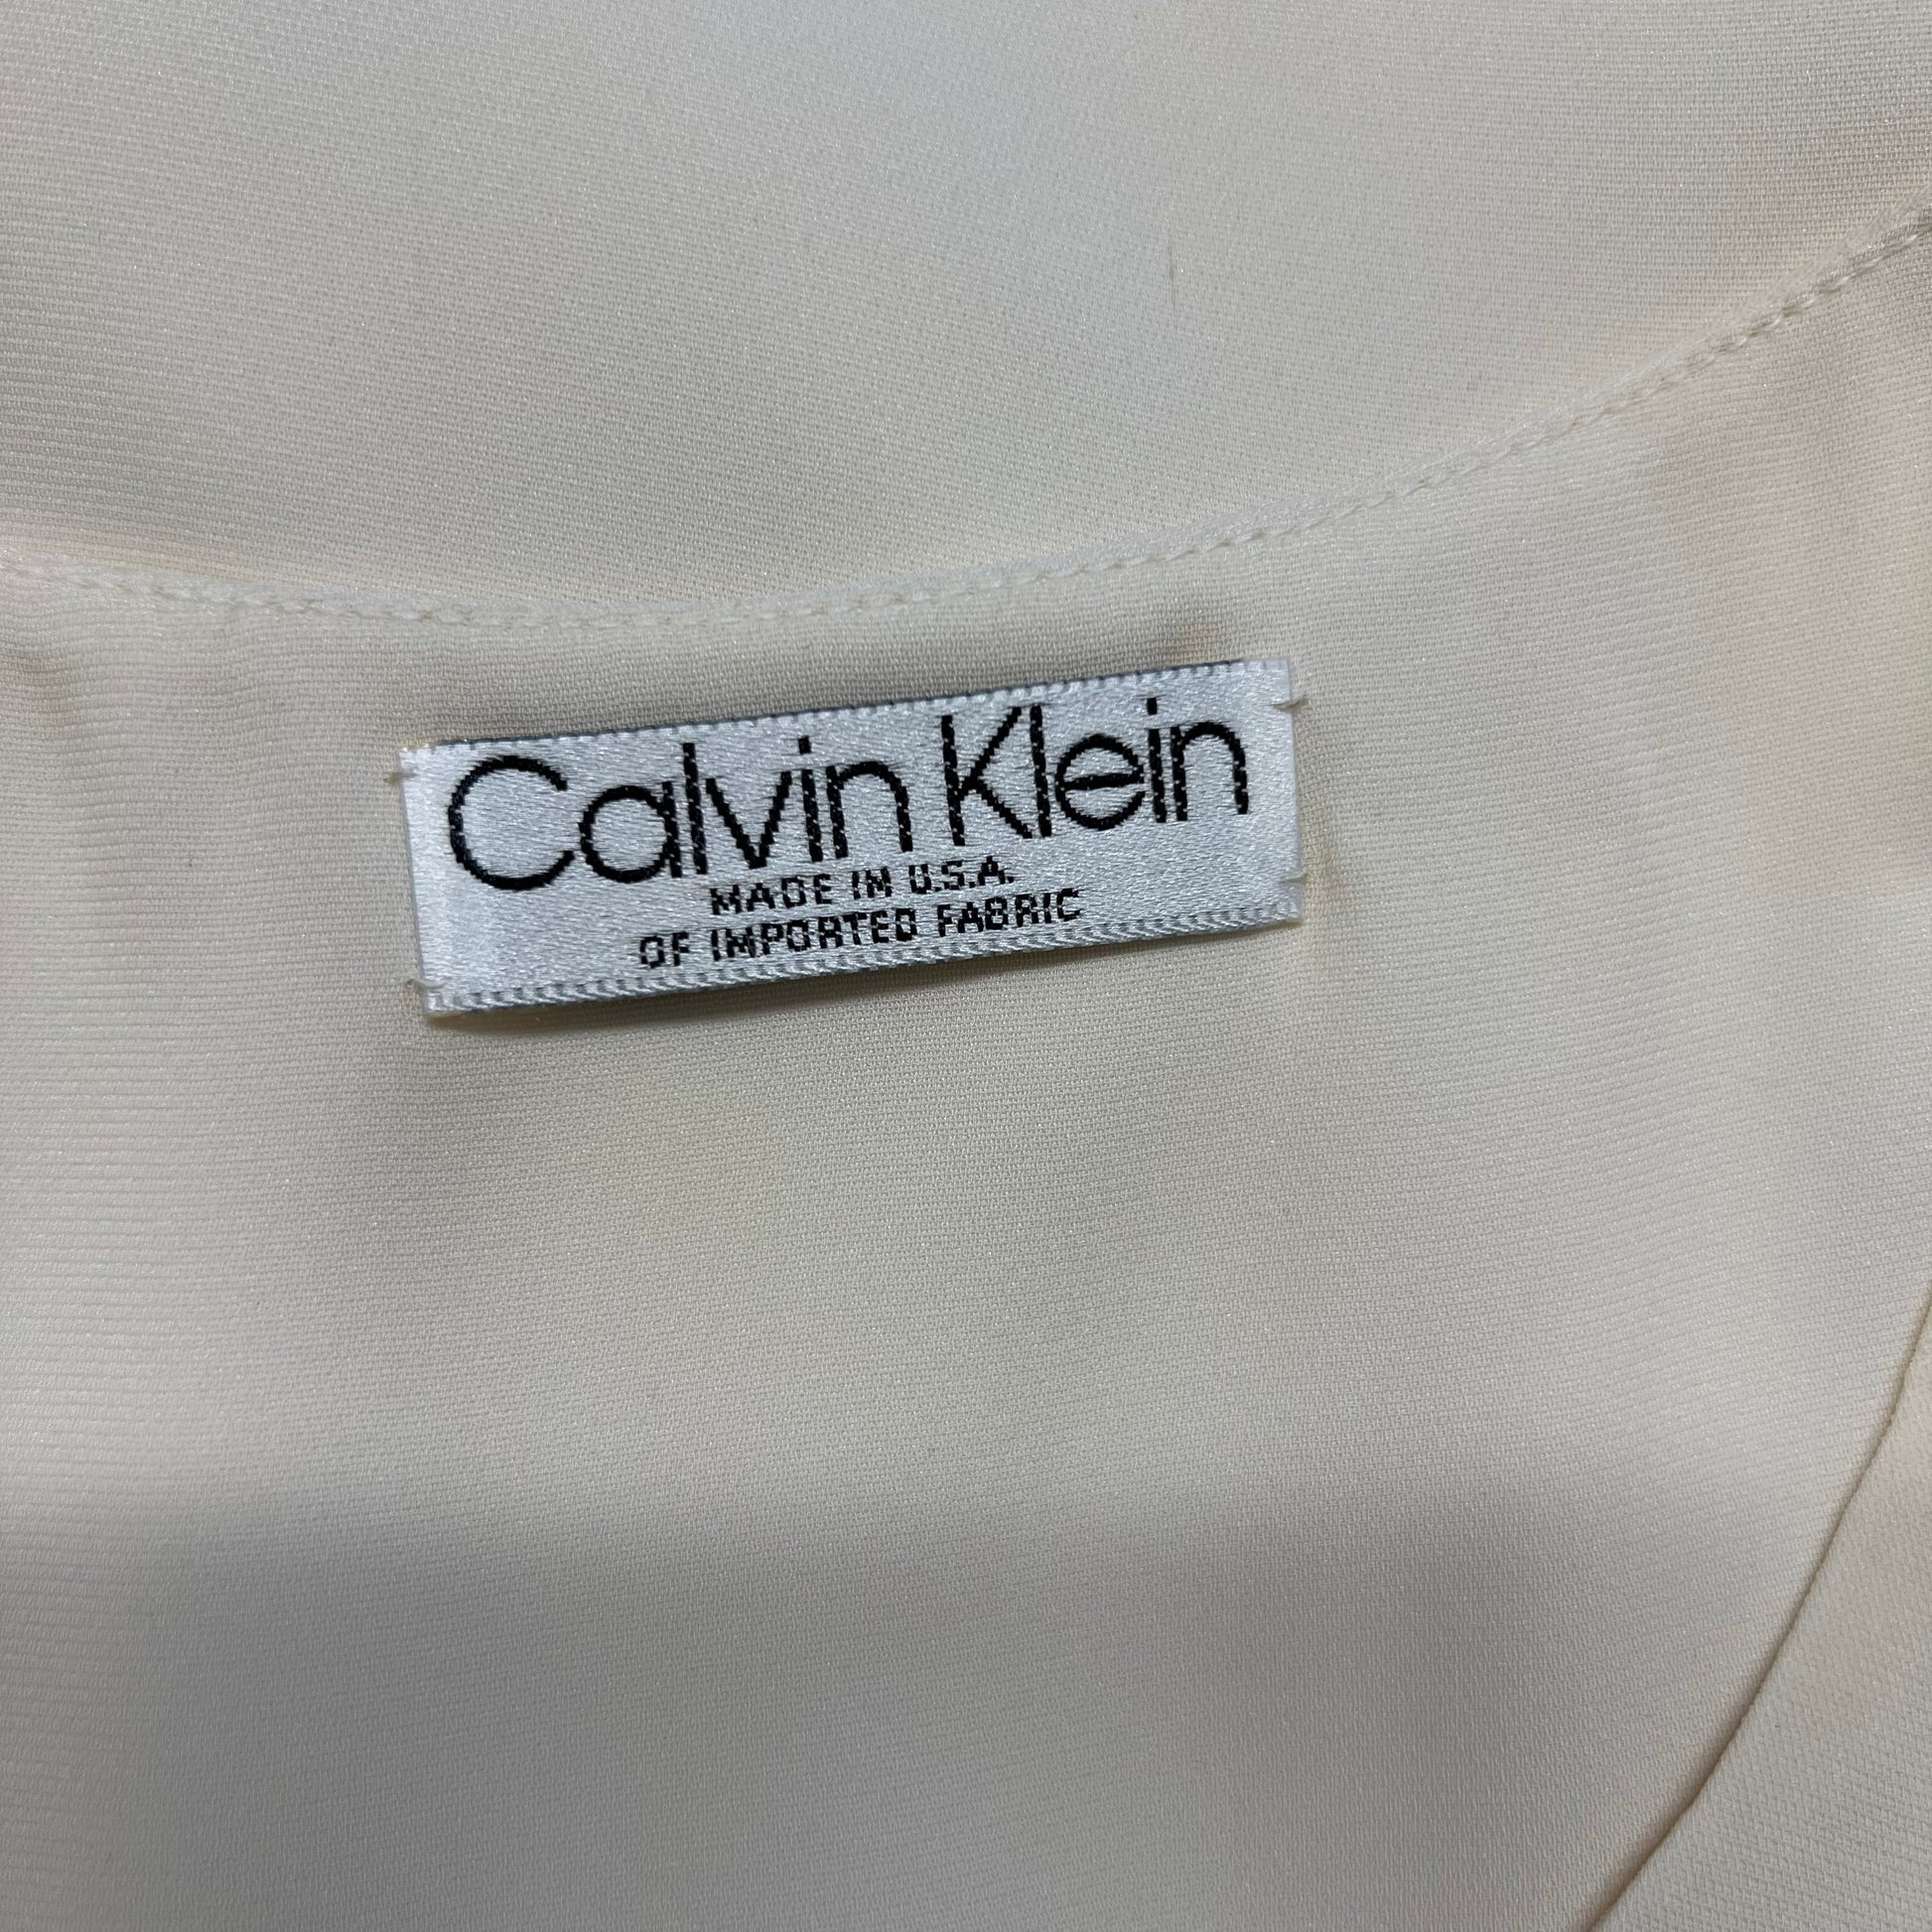 Calvin Klein
MADE IN U.S.A.
OF IMPORTED FABRIC